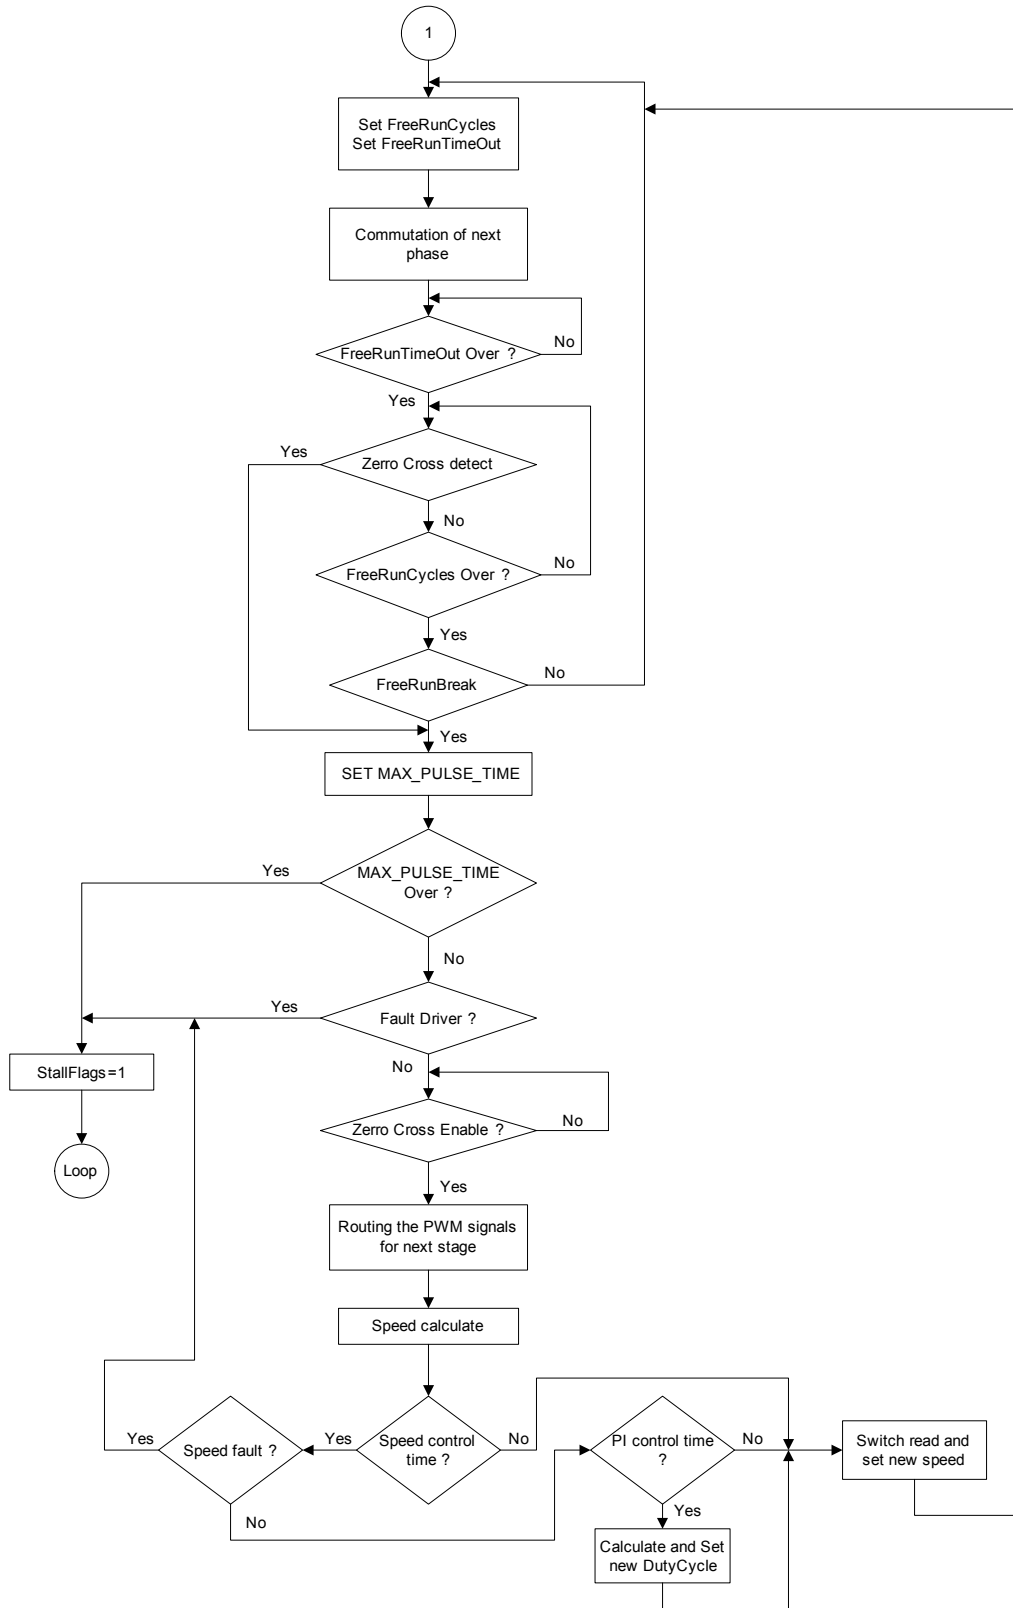 1
Set FreeRunCycles
Set FreeRunTimeOut
Commutation of next
phase
FreeRunTimeOut Over ?
No
Yes
Yes
Zerro Cross detect
No
FreeRunCycles Over ?
No
Yes
FreeRunBreak
No
Yes
SET MAX_PULSE_TIME
Yes
MAX_PULSE_TIME
Over ?
No
Yes
Fault Driver ?
StallFlags=1
No
Zerro Cross Enable ?
No
Loop
Yes
Routing the PWM signals
for next stage
Speed calculate
Yes
Speed fault ?
Yes
Speed control
time ?
No
PI control time
?
No
Switch read and
set new speed
No
Yes
Calculate and Set
new DutyCycle